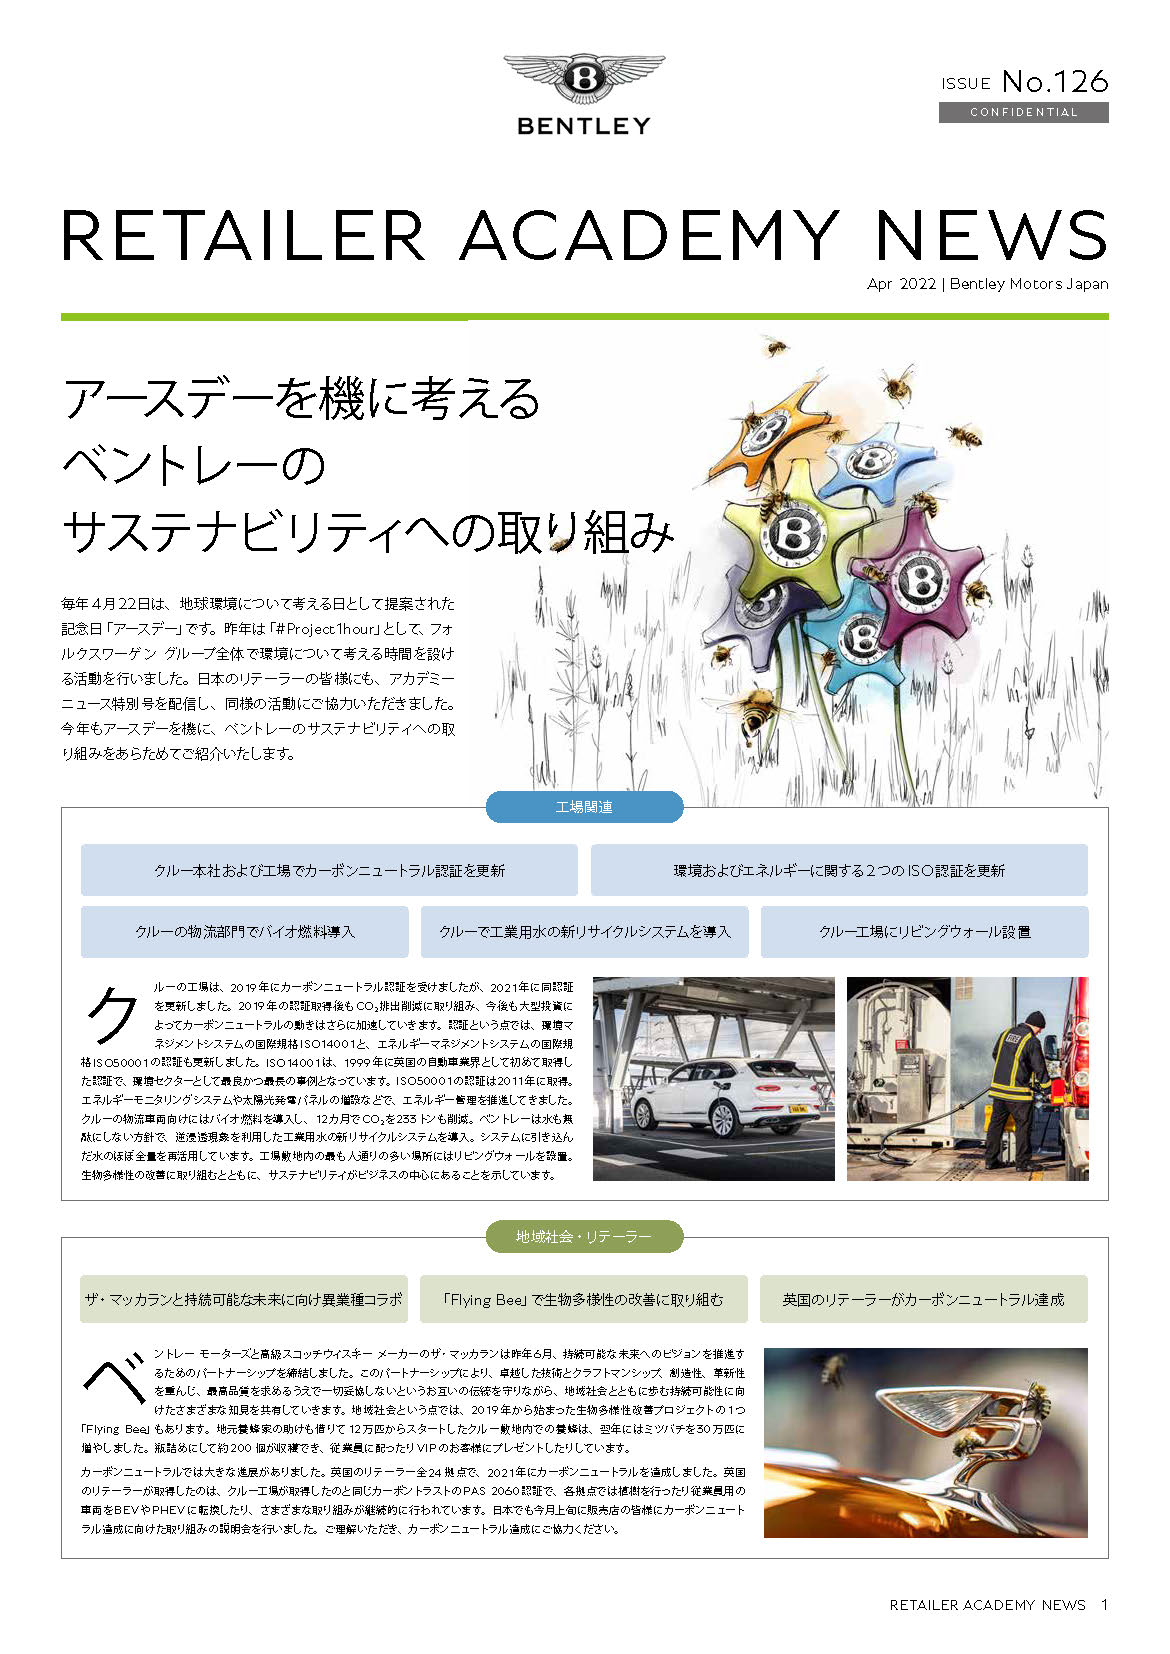 BENTLEY
ISSUE No.126
CONFIDENTIAL
RETAILER ACADEMY NEWS
Apr 2022 | Bentley Motors Japan
アースデーを機に考える
ベントレーの
サステナビリティへの取り組み
毎年4月22日は、地球環境について考える日として提案された
記念日「アースデー」です。昨年は「#Project1hour」として、フォ
ルクスワーゲン グループ全体で環境について考える時間を設け
る活動を行いました。日本のリテーラーの皆様にも、アカデミー
ニュース特別号を配信し、同様の活動にご協力いただきました。
今年もアースデーを機に、ベントレーのサステナビリティへの取
り組みをあらためてご紹介いたします。
工場関連
クルー本社および工場でカーボンニュートラル認証を更新
環境およびエネルギーに関する2つのISO認証を更新
クルーの物流部門でバイオ燃料導入
クルーで工業用水の新リサイクルシステムを導入
クルー工場にリビングウォール設置
クルーの工場は、2019年にカーボンニュートラル認証を受けましたが、2021年に同認証
を更新しました。2019年の認証取得後もCO₂排出削減に取り組み、今後も大型投資に
よってカーボンニュートラルの動きはさらに加速していきます。認証という点では、環境マ
ネジメントシステムの国際規格ISO14001と、エネルギーマネジメントシステムの国際規
格ISO50001の認証も更新しました。ISO14001は、1999年に英国の自動車業界として初めて取得し
た認証で、環境セクターとして最良かつ最長の事例となっています。ISO50001の認証は2011年に取得。
エネルギーモニタリングシステムや太陽光発電パネルの増設などで、エネルギー管理を推進してきました。
クルーの物流車両向けにはバイオ燃料を導入し、12カ月でCO₂を233トンも削減。ベントレーは水も無
駄にしない方針で、逆浸透現象を利用した工業用水の新リサイクルシステムを導入。システムに引き込ん
だ水のほぼ全量を再活用しています。工場敷地内の最も人通りの多い場所にはリビングウォールを設置。
生物多様性の改善に取り組むとともに、サステナビリティがビジネスの中心にあることを示しています。
地域社会・リテーラー
ザ・マッカランと持続可能な未来に向け異業種コラボ
「Flying Bee」で生物多様性の改善に取り組む
英国のリテーラーがカーボンニュートラル達成
ベントレー モーターズと高級スコッチウィスキー メーカーのザ・マッカランは昨年6月、持続可能な未来へのビジョンを推進す
るためのパートナーシップを締結しました。このパートナーシップにより、卓越した技術とクラフトマンシップ、創造性、革新性
を重んじ、最高品質を求めるうえで一切妥協しないというお互いの伝統を守りながら、地域社会とともに歩む持続可能性に向
けたさまざまな知見を共有していきます。地域社会という点では、2019年から始まった生物多様性改善プロジェクトの1つ
「Flying Bee」もあります。地元養蜂家の助けも借りて12万匹からスタートしたクルー敷地内での養蜂は、翌年にはミツバチを30万匹に
増やしました。瓶詰めにして約200個が収穫でき、従業員に配ったりVIPのお客様にプレゼントしたりしています。
カーボンニュートラルでは大きな進展がありました。英国のリテーラー全24拠点で、2021年にカーボンニュートラルを達成しました。英国
のリテーラーが取得したのは、クルー工場が取得したのと同じカーボントラストのPAS 2060認証で、各拠点では植樹を行ったり従業員用の
車両をBEVやPHEVに転換したり、さまざまな取り組みが継続的に行われています。日本でも今月上旬に販売店の皆様にカーボンニュート
ラル達成に向けた取り組みの説明会を行いました。ご理解いただき、カーボンニュートラル達成にご協力ください。
RETAILER ACADEMY NEWS 1